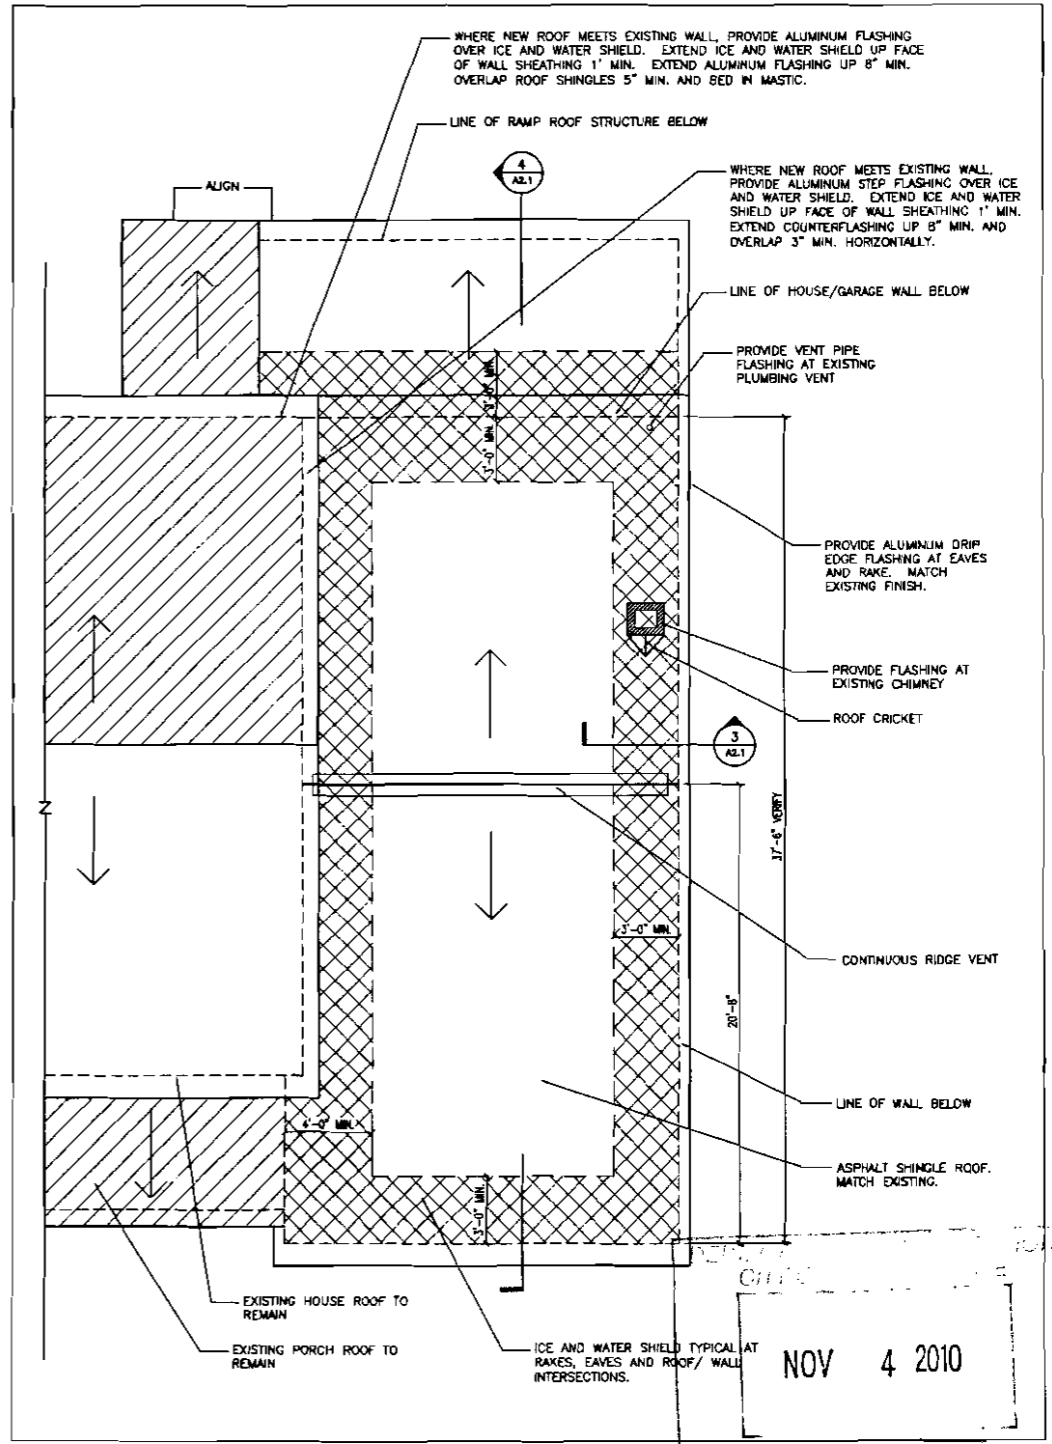 WHERE NEW ROOF MEETS EXISTING WALL, PROVIDE ALUMINUM FLASHING
OVER ICE AND WATER SHIELD. EXTEND ICE AND WATER SHIELD UP FACE
OF WALL SHEATHING 1' MIN. EXTEND ALUMINUM FLASHING UP 8" MIN.
OVERLAP ROOF SHINGLES 5" MIN. AND BED IN MASTIC.
LINE OF RAMP ROOF STRUCTURE BELOW
4
A2.1
ALIGN
WHERE NEW ROOF MEETS EXISTING WALL,
PROVIDE ALUMINUM STEP FLASHING OVER ICE
AND WATER SHIELD. EXTEND ICE AND WATER
SHIELD UP FACE OF WALL SHEATHING 1' MIN.
EXTEND COUNTERFLASHING UP 8" MIN. AND
OVERLAP 3" MIN. HORIZONTALLY.
LINE OF HOUSE/GARAGE WALL BELOW
PROVIDE VENT PIPE
FLASHING AT EXISTING
PLUMBING VENT
3'-0" MIN.
3'-0" MIN.
PROVIDE ALUMINUM DRIP
EDGE FLASHING AT EAVES
AND RAKE. MATCH
EXISTING FINISH.
PROVIDE FLASHING AT
EXISTING CHIMNEY
ROOF CRICKET
3
A2.1
37'-6" VERIFY
3'-0" MIN.
CONTINUOUS RIDGE VENT
20'-8"
LINE OF WALL BELOW
4'-0" MIN.
ASPHALT SHINGLE ROOF.
MATCH EXISTING.
3'-0" MIN.
EXISTING HOUSE ROOF TO
REMAIN
EXISTING PORCH ROOF TO
REMAIN
ICE AND WATER SHIELD TYPICAL AT
RAKES, EAVES AND ROOF/ WALL
INTERSECTIONS.
NOV 4 2010